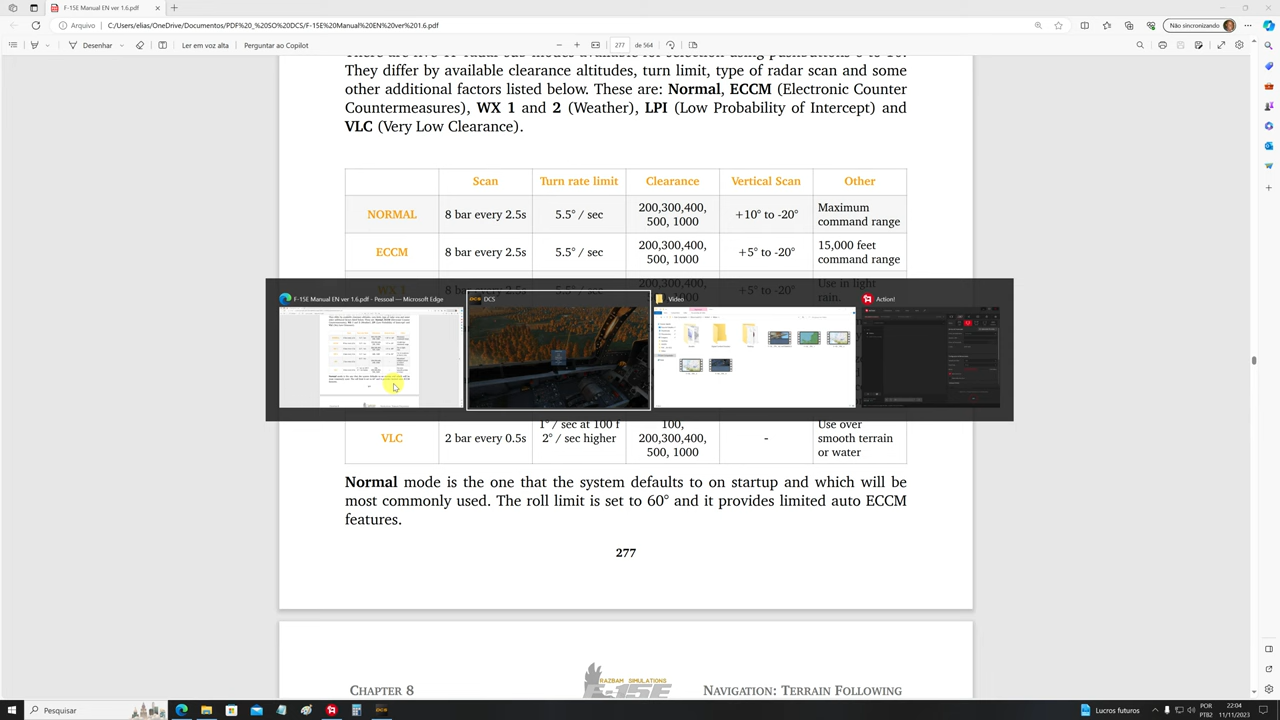 F-15E Manual EN ver 1.6.pdf
Arquivo
C:/Users/elias/OneDrive/Documentos/PDF%20_%20SO%20DCS/F-15E%20Manual%20EN%20ver%201.6.pdf
Não sincronizando
Desenhar
Ler em voz alta
Perguntar ao Copilot
277
de 564
They differ by available clearance altitudes, turn limit, type of radar scan and some
other additional factors listed below. These are: Normal, ECCM (Electronic Counter
Countermeasures), WX 1 and 2 (Weather), LPI (Low Probability of Intercept) and
VLC (Very Low Clearance).
Scan Turn rate limit Clearance Vertical Scan Other
NORMAL 8 bar every 2.5s 5.5° / sec 200,300,400, 500, 1000 +10° to -20° Maximum command range
ECCM 8 bar every 2.5s 5.5° / sec 200,300,400, 500, 1000 +5° to -20° 15,000 feet command range
F-15E Manual EN ver 1.6.pdf - Pessoal — Microsoft Edge
DCS
Video
Action!
VLC 2 bar every 0.5s 1° / sec at 100 f 2° / sec higher 100, 200,300,400, 500, 1000 - Use over smooth terrain or water
Normal mode is the one that the system defaults to on startup and which will be
most commonly used. The roll limit is set to 60° and it provides limited auto ECCM
features.
277
CHAPTER 8
RAZBAM SIMULATIONS
F-15E
NAVIGATION: TERRAIN FOLLOWING
Pesquisar
Lucros futuros
POR
PTB2
22:04
11/11/2023